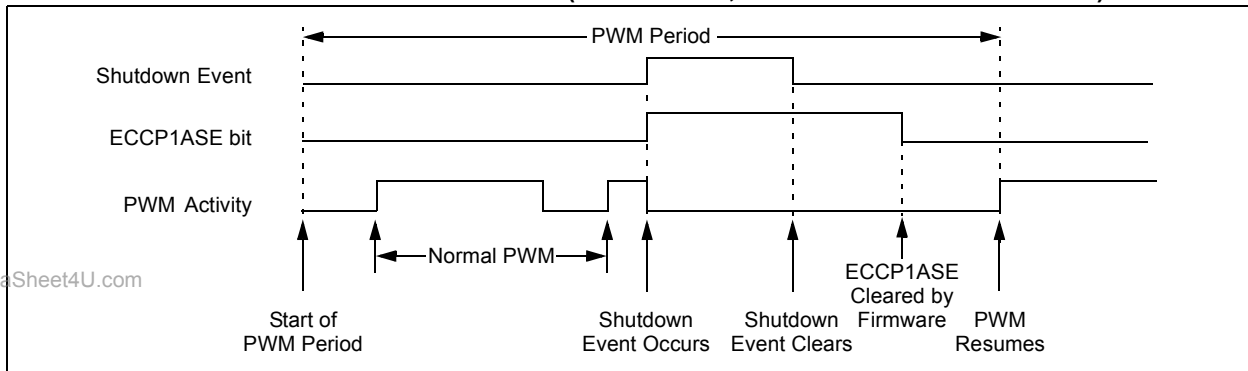 PWM Period
Shutdown Event
ECCP1ASE bit
PWM Activity
Normal PWM
aSheet4U.com
Start of
PWM Period
Shutdown
Event Occurs
Shutdown
Event Clears
ECCP1ASE
Cleared by
Firmware
PWM
Resumes